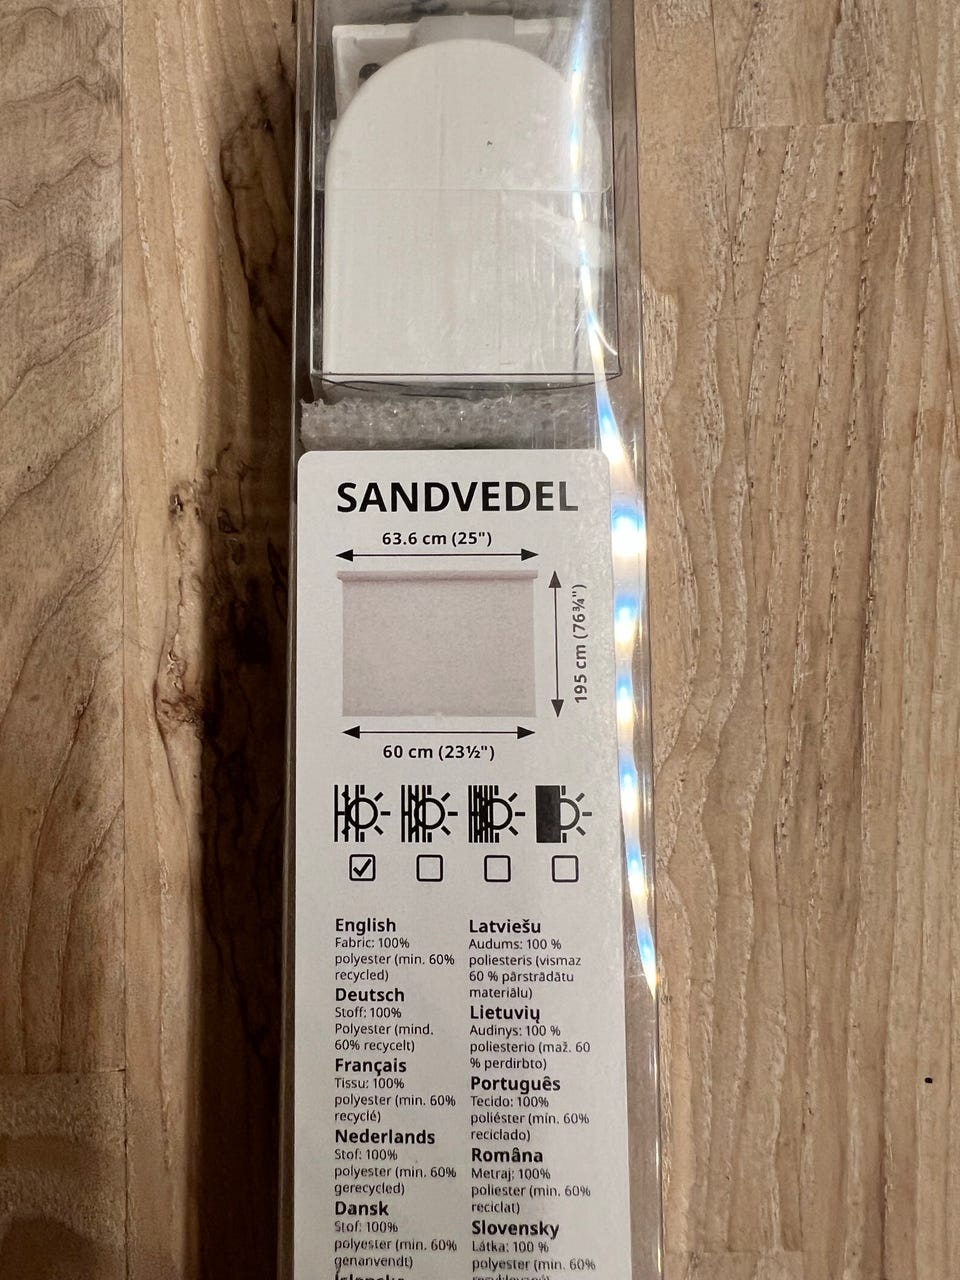 SANDVEDEL
63.6 cm (25")
195 cm (76¾")
60 cm (23½")
English
Fabric: 100%
polyester (min. 60%
recycled)
Deutsch
Stoff: 100%
Polyester (mind.
60% recycelt)
Français
Tissu: 100%
polyester (min. 60%
recyclé)
Nederlands
Stof: 100%
polyester (min. 60%
gerecycled)
Dansk
Stof: 100%
polyester (min. 60%
genanvendt)
Latviešu
Audums: 100 %
poliesteris (vismaz
60 % pārstrādātu
materiālu)
Lietuvių
Audinys: 100 %
poliesterio (maž. 60
% perdirbto)
Português
Tecido: 100%
poliéster (mín. 60%
reciclado)
Româna
Metraj: 100%
poliester (min. 60%
reciclat)
Slovensky
Látka: 100 %
polyester (min. 60%